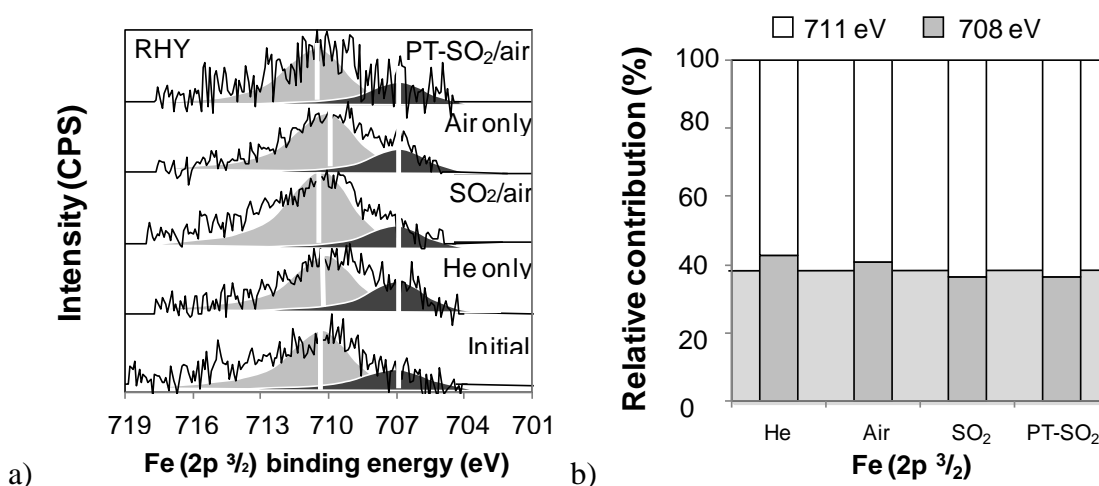 RHY
PT-SO₂/air
Air only
SO₂/air
He only
Initial
Intensity (CPS)
719 716 713 710 707 704 701
Fe (2p ³/₂) binding energy (eV)
a)
711 eV 708 eV
Relative contribution (%)
100
80
60
40
20
0
He Air SO₂ PT-SO₂
Fe (2p ³/₂)
b)